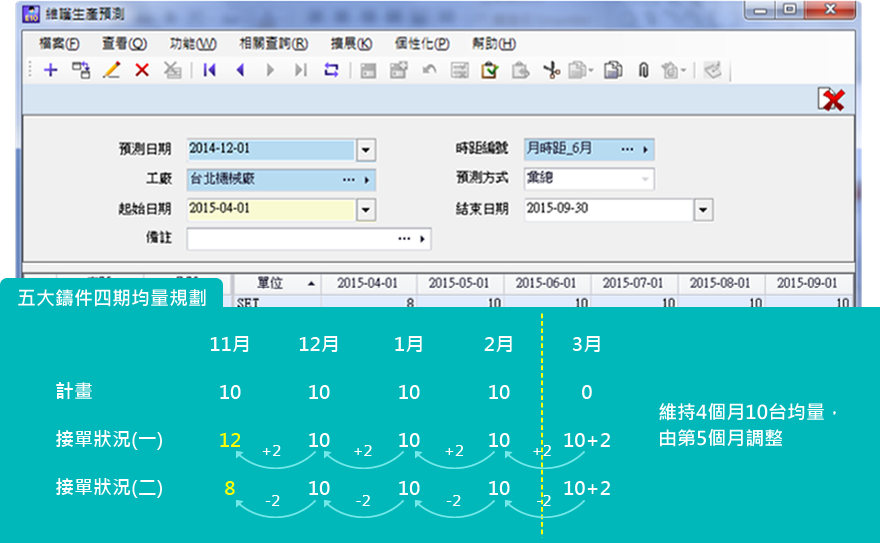 E10 維護生產預測
檔案(F) 查看(Q) 功能(W) 相關查詢(R) 擴展(K) 個性化(P) 幫助(H)
預測日期 2014-12-01 時距編號 月時距_6月 ...
工廠 台北機械廠 ... 預測方式 彙總
起始日期 2015-04-01 結束日期 2015-09-30
備註 ...
單位 2015-04-01 2015-05-01 2015-06-01 2015-07-01 2015-08-01 2015-09-01
SET 8 10 10 10 10 10
五大鑄件四期均量規劃
11月 12月 1月 2月 3月
計畫 10 10 10 10 0
接單狀況(一) 12 10 10 10 10+2
+2 +2 +2 +2
接單狀況(二) 8 10 10 10 10+2
-2 -2 -2 -2
維持4個月10台均量，
由第5個月調整